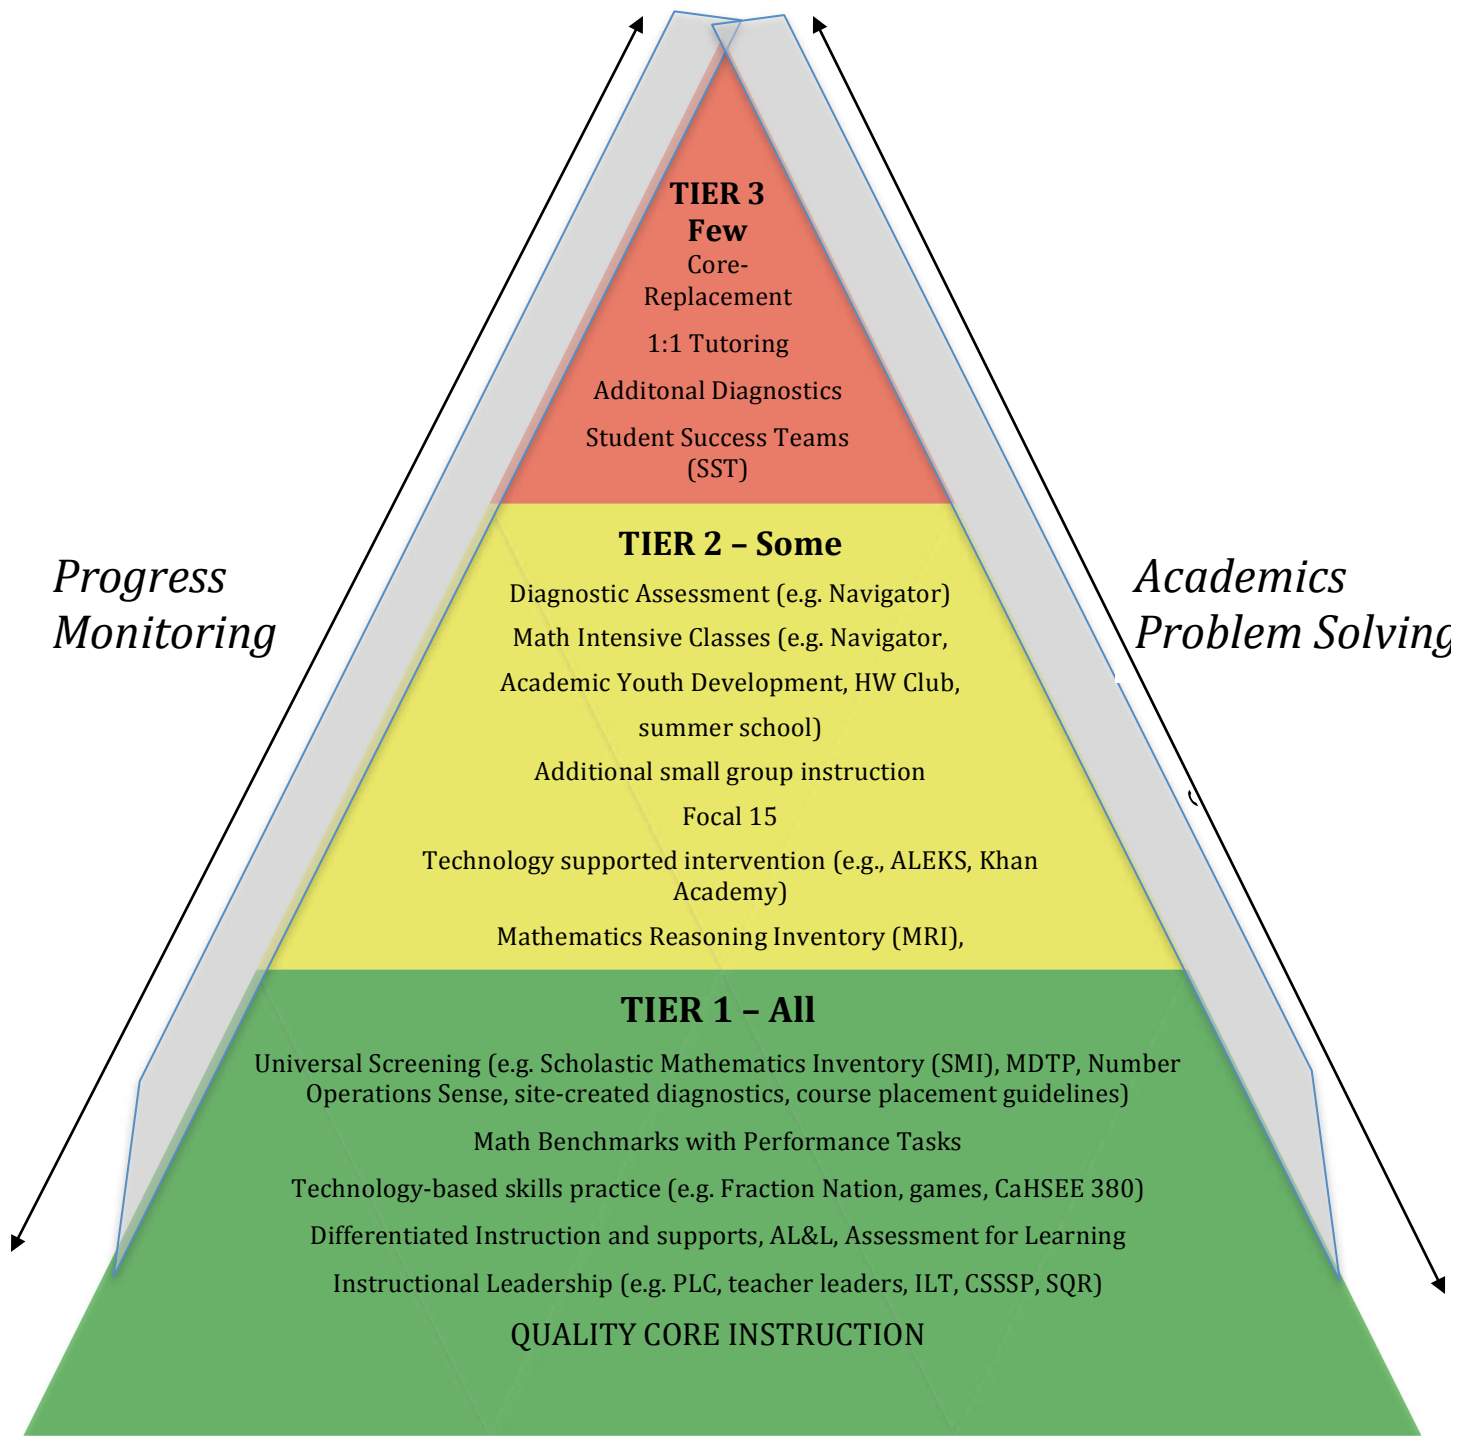 TIER 3
Few
Core-
Replacement
1:1 Tutoring
Additonal Diagnostics
Student Success Teams
(SST)
Progress
Monitoring
Academics
Problem Solving
TIER 2 – Some
Diagnostic Assessment (e.g. Navigator)
Math Intensive Classes (e.g. Navigator,
Academic Youth Development, HW Club,
summer school)
Additional small group instruction
Focal 15
Technology supported intervention (e.g., ALEKS, Khan
Academy)
Mathematics Reasoning Inventory (MRI),
TIER 1 – All
Universal Screening (e.g. Scholastic Mathematics Inventory (SMI), MDTP, Number
Operations Sense, site-created diagnostics, course placement guidelines)
Math Benchmarks with Performance Tasks
Technology-based skills practice (e.g. Fraction Nation, games, CaHSEE 380)
Differentiated Instruction and supports, AL&L, Assessment for Learning
Instructional Leadership (e.g. PLC, teacher leaders, ILT, CSSSP, SQR)
QUALITY CORE INSTRUCTION